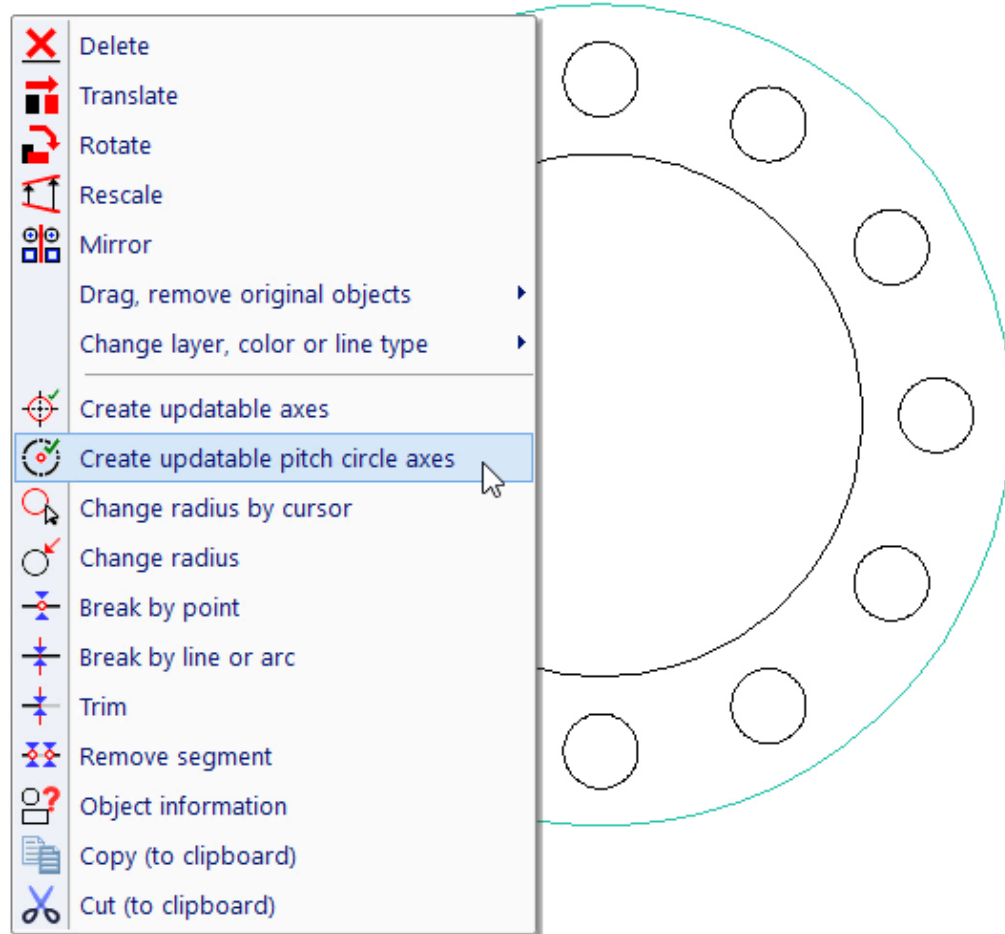 Delete
Translate
Rotate
Rescale
Mirror
Drag, remove original objects
Change layer, color or line type
Create updatable axes
Create updatable pitch circle axes
Change radius by cursor
Change radius
Break by point
Break by line or arc
Trim
Remove segment
Object information
Copy (to clipboard)
Cut (to clipboard)